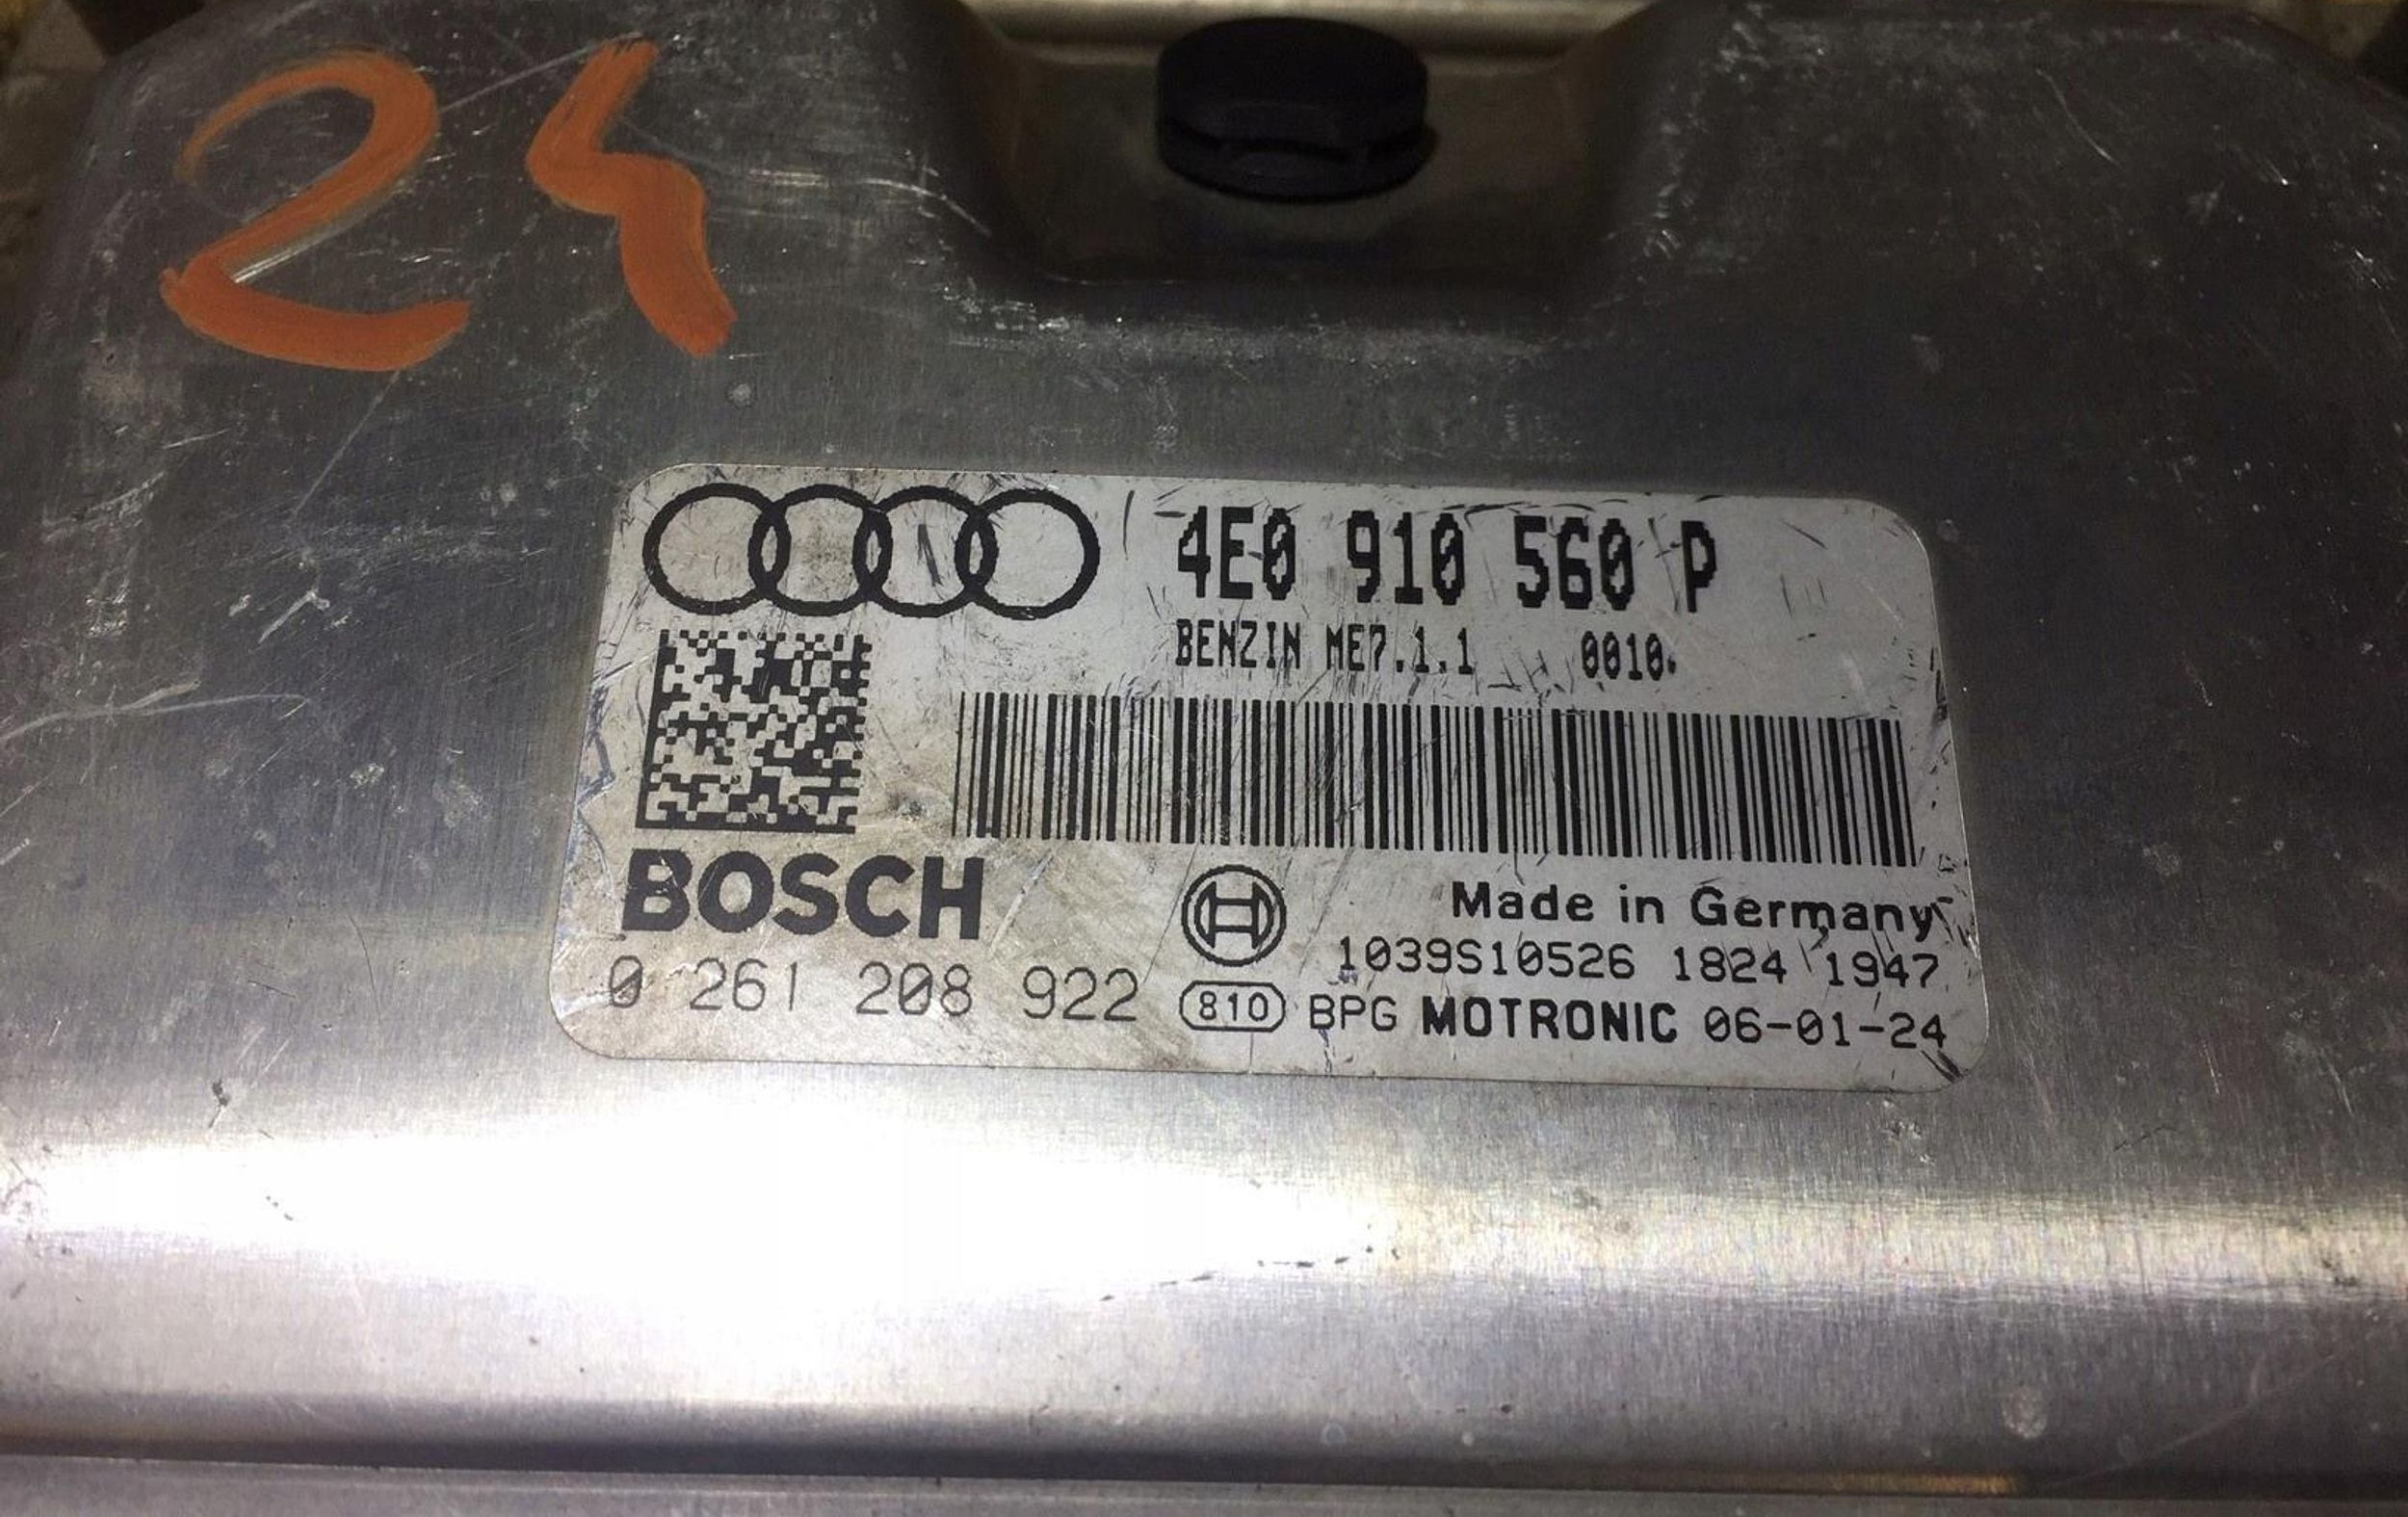 24
4E0 910 560 P
BENZIN ME7.1.1 0010
BOSCH
Made in Germany
1039S10526 1824 1947
0 261 208 922
810 BPG MOTRONIC 06-01-24